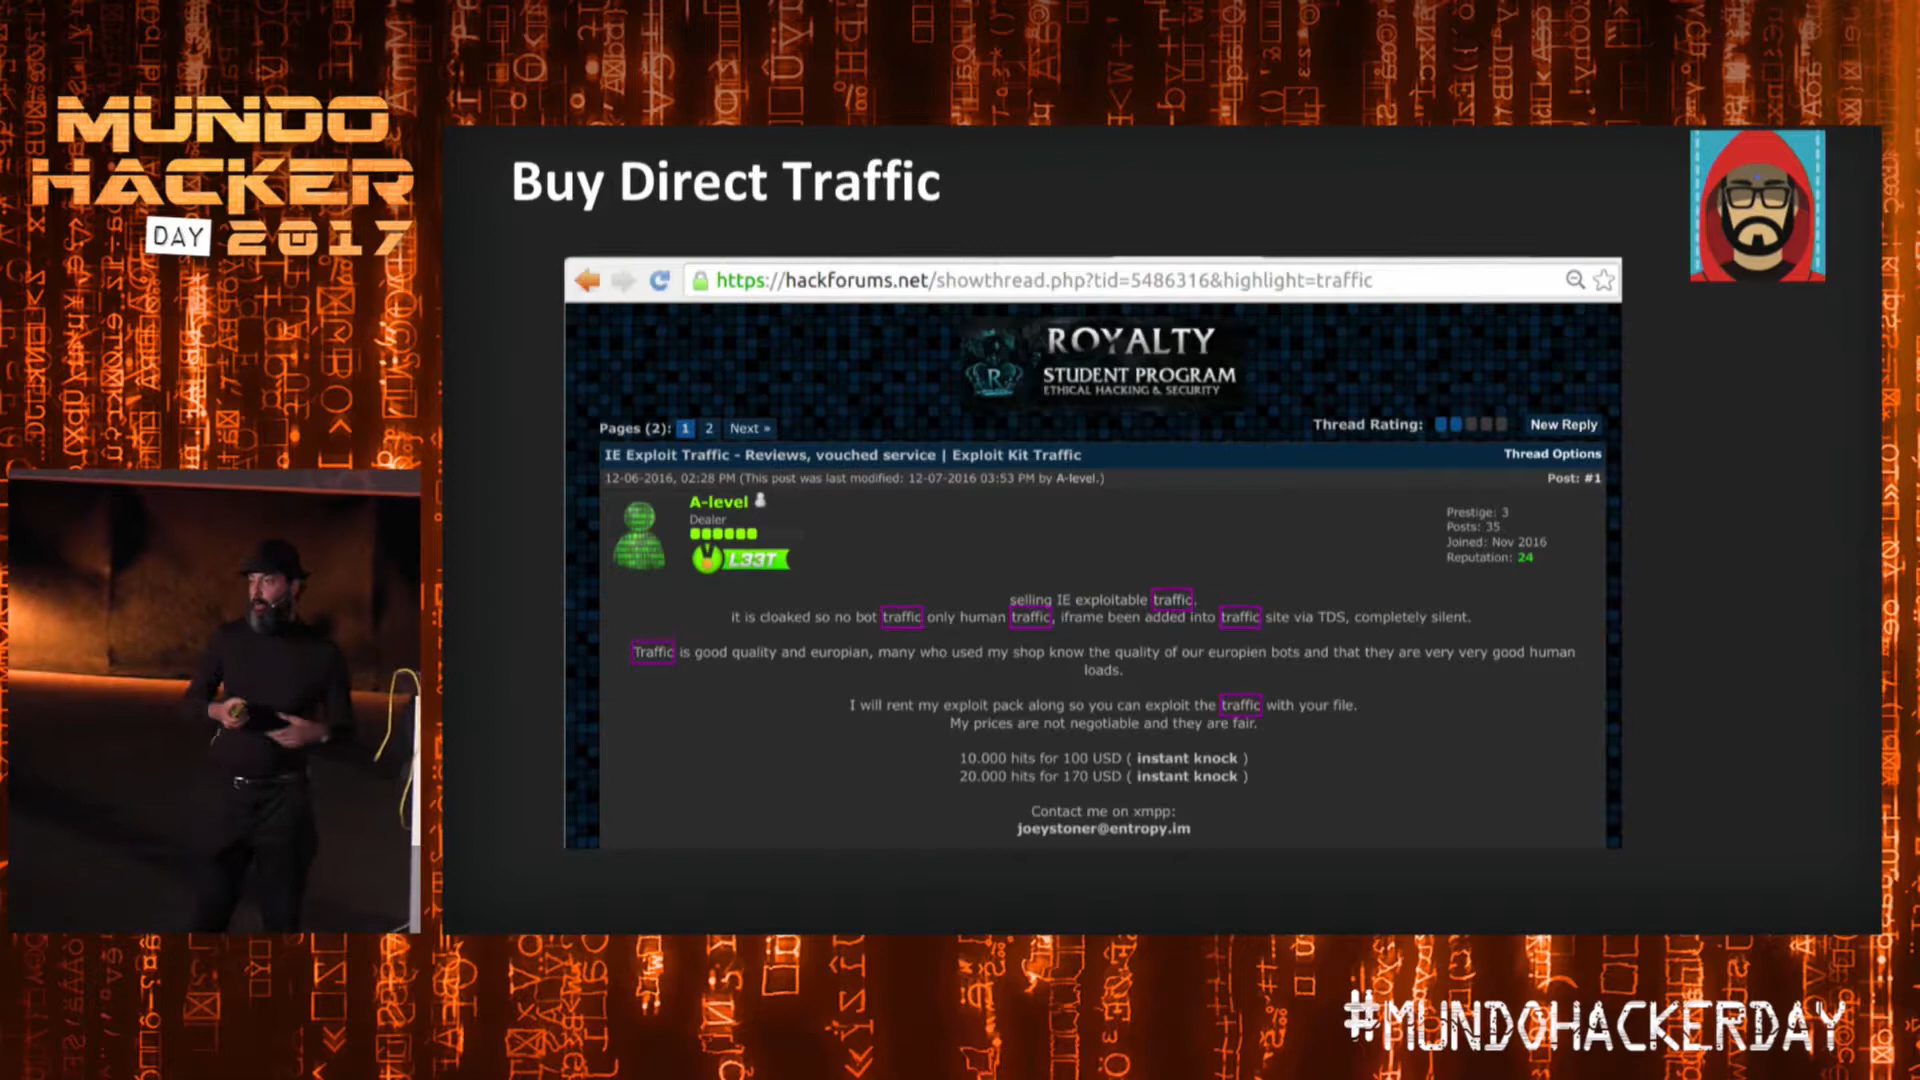 MUNDO
HACKER
DAY 2017
Buy Direct Traffic
https://hackforums.net/showthread.php?tid=5486316&highlight=traffic
ROYALTY
STUDENT PROGRAM
ETHICAL HACKING & SECURITY
Pages (2): 1 2 Next »
Thread Rating:
New Reply
IE Exploit Traffic - Reviews, vouched service | Exploit Kit Traffic
Thread Options
12-06-2016, 02:28 PM (This post was last modified: 12-07-2016 03:53 PM by A-level.)
Post: #1
A-level
Dealer
L33T
Prestige: 3
Posts: 35
Joined: Nov 2016
Reputation: 24
selling IE exploitable traffic.
it is cloaked so no bot traffic only human traffic, iframe been added into traffic site via TDS, completely silent.
Traffic is good quality and europian, many who used my shop know the quality of our europien bots and that they are very very good human
loads.
I will rent my exploit pack along so you can exploit the traffic with your file.
My prices are not negotiable and they are fair.
10.000 hits for 100 USD ( instant knock )
20.000 hits for 170 USD ( instant knock )
Contact me on xmpp:
joeystoner@entropy.im
#MUNDOHACKERDAY